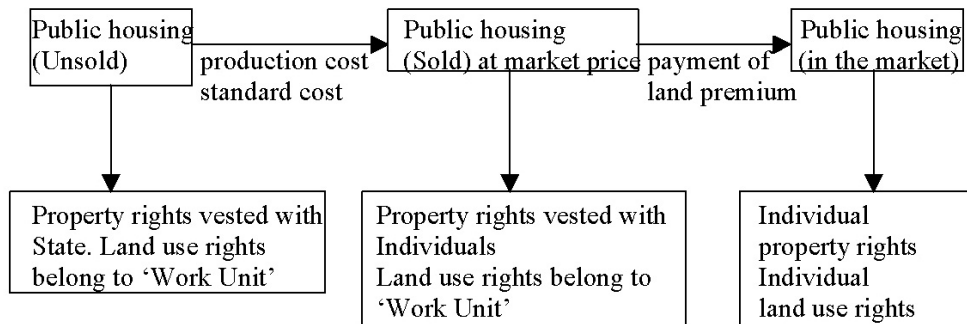 Public housing
(Unsold)
production cost
standard cost
Public housing
(Sold) at market price
payment of
land premium
Public housing
(in the market)
Property rights vested with
State. Land use rights
belong to ‘Work Unit’
Property rights vested with
Individuals
Land use rights belong to
‘Work Unit’
Individual
property rights
Individual
land use rights